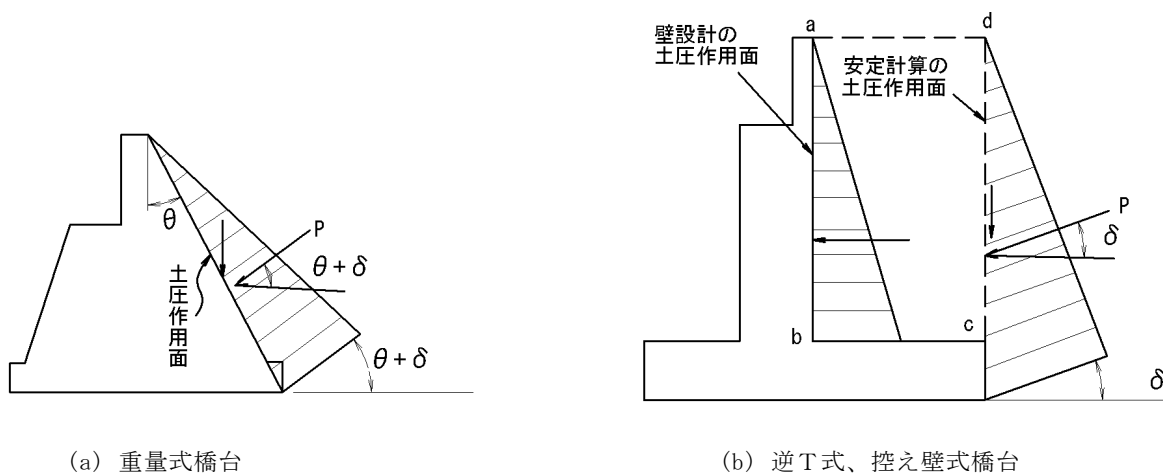 θ
P
θ+δ
土圧作用面
θ+δ
(a) 重量式橋台
a
d
壁設計の
土圧作用面
安定計算の
土圧作用面
P
δ
b
c
δ
(b) 逆T式、控え壁式橋台